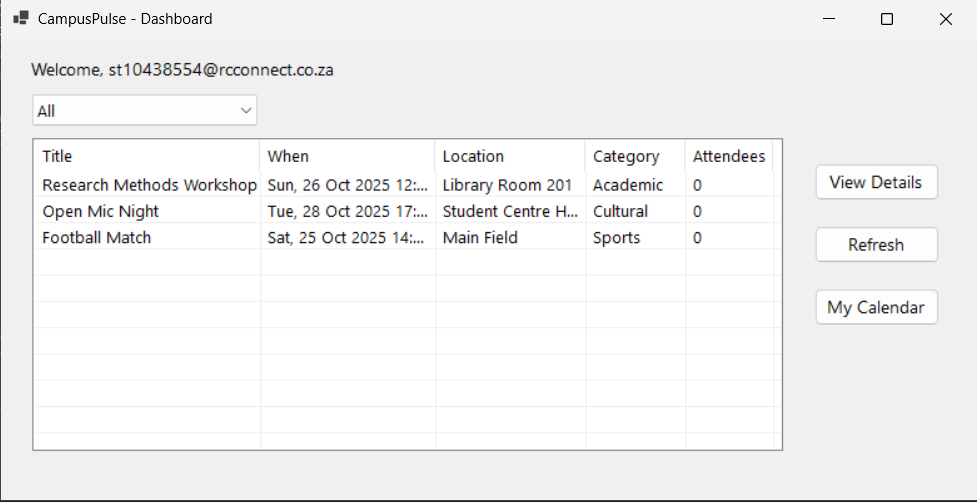 CampusPulse - Dashboard
Welcome, st10438554@rcconnect.co.za
All
Title When Location Category Attendees
Research Methods Workshop Sun, 26 Oct 2025 12:... Library Room 201 Academic 0
Open Mic Night Tue, 28 Oct 2025 17:... Student Centre H... Cultural 0
Football Match Sat, 25 Oct 2025 14:... Main Field Sports 0
View Details
Refresh
My Calendar